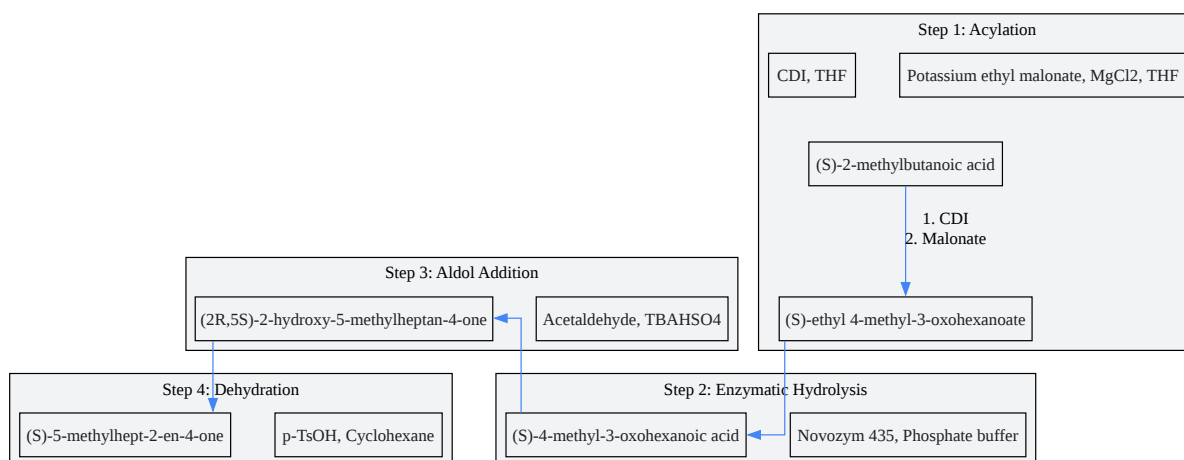 Step 1: Acylation
CDI, THF
Potassium ethyl malonate, MgCl2, THF
(S)-2-methylbutanoic acid
1. CDI
2. Malonate
(S)-ethyl 4-methyl-3-oxohexanoate
Step 3: Aldol Addition
(2R,5S)-2-hydroxy-5-methylheptan-4-one
Acetaldehyde, TBAHSO4
Step 4: Dehydration
(S)-5-methylhept-2-en-4-one
p-TsOH, Cyclohexane
Step 2: Enzymatic Hydrolysis
(S)-4-methyl-3-oxohexanoic acid
Novozym 435, Phosphate buffer